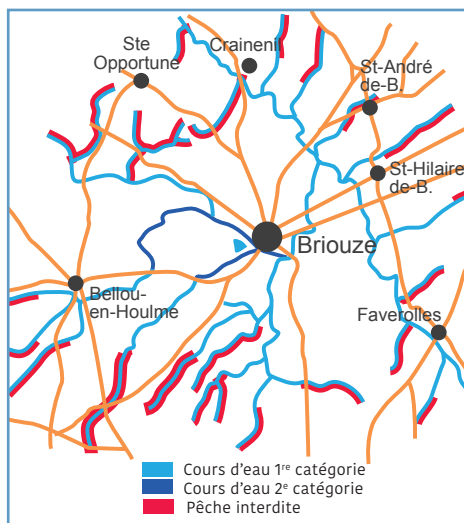 Ste
Opportune
Crainenil
St-André
de-B.
St-Hilaire
de-B.
Briouze
Bellou-
en-Houlme
Faverolles
Cours d'eau 1re catégorie
Cours d'eau 2e catégorie
Pêche interdite